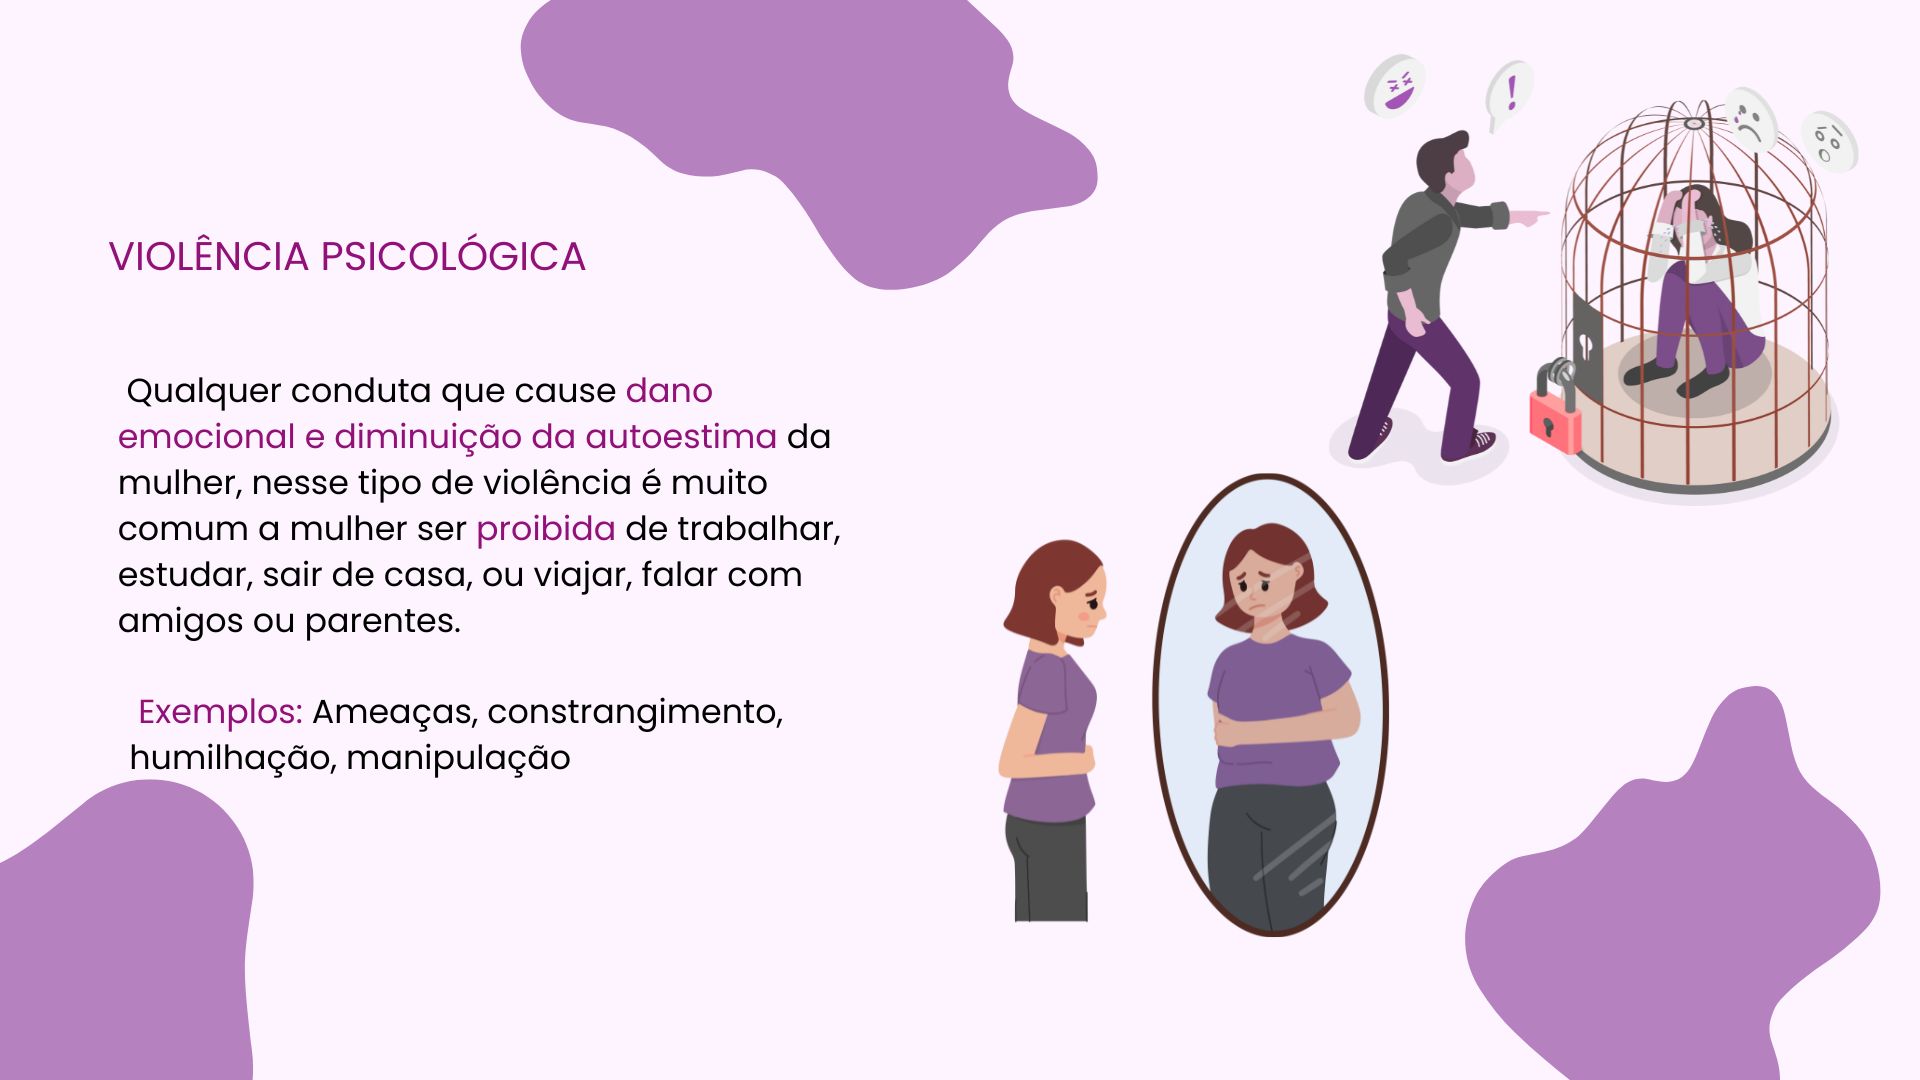 VIOLÊNCIA PSICOLÓGICA
Qualquer conduta que cause dano
emocional e diminuição da autoestima da
mulher, nesse tipo de violência é muito
comum a mulher ser proibida de trabalhar,
estudar, sair de casa, ou viajar, falar com
amigos ou parentes.
Exemplos: Ameaças, constrangimento,
humilhação, manipulação
!